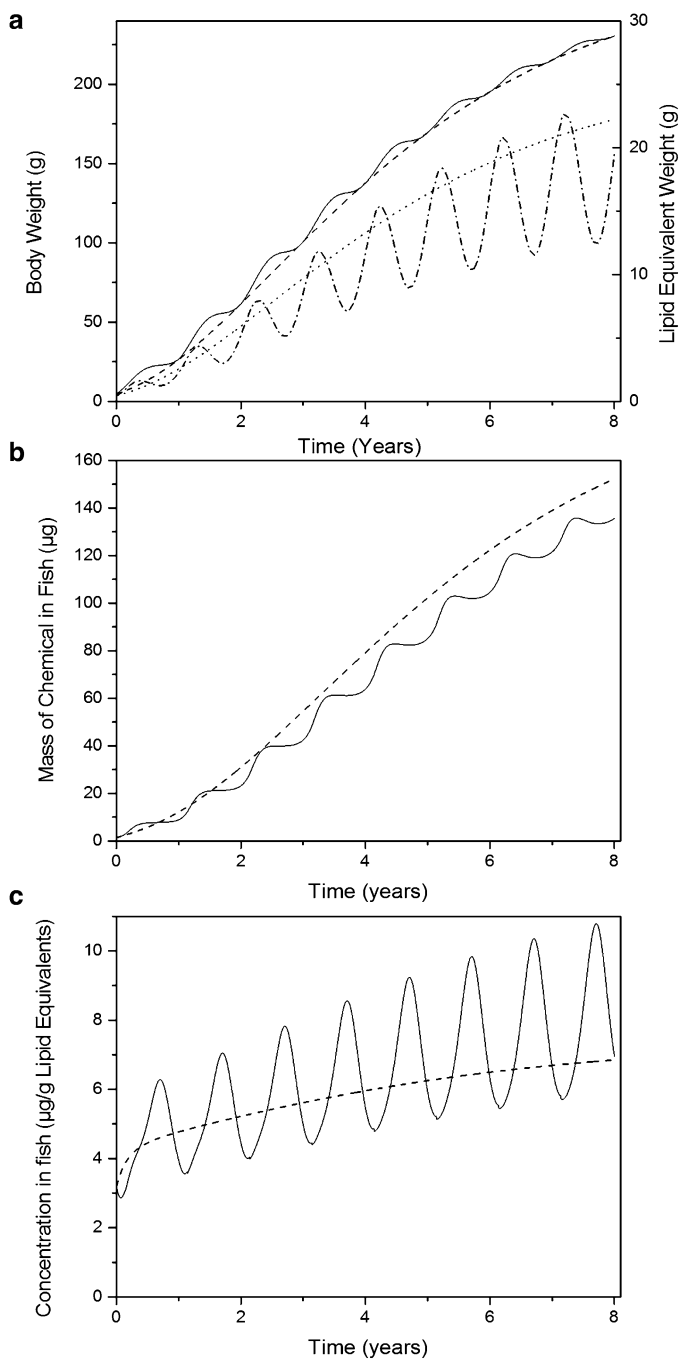 a
Body Weight (g)
200
150
100
50
0
30
20
10
0
Lipid Equivalent Weight (g)
0 2 4 6 8
Time (Years)
b
Mass of Chemical in Fish (µg)
160
140
120
100
80
60
40
20
0
0 2 4 6 8
Time (years)
c
Concentration in fish (µg/g Lipid Equivalents)
10
8
6
4
2
0
0 2 4 6 8
Time (years)